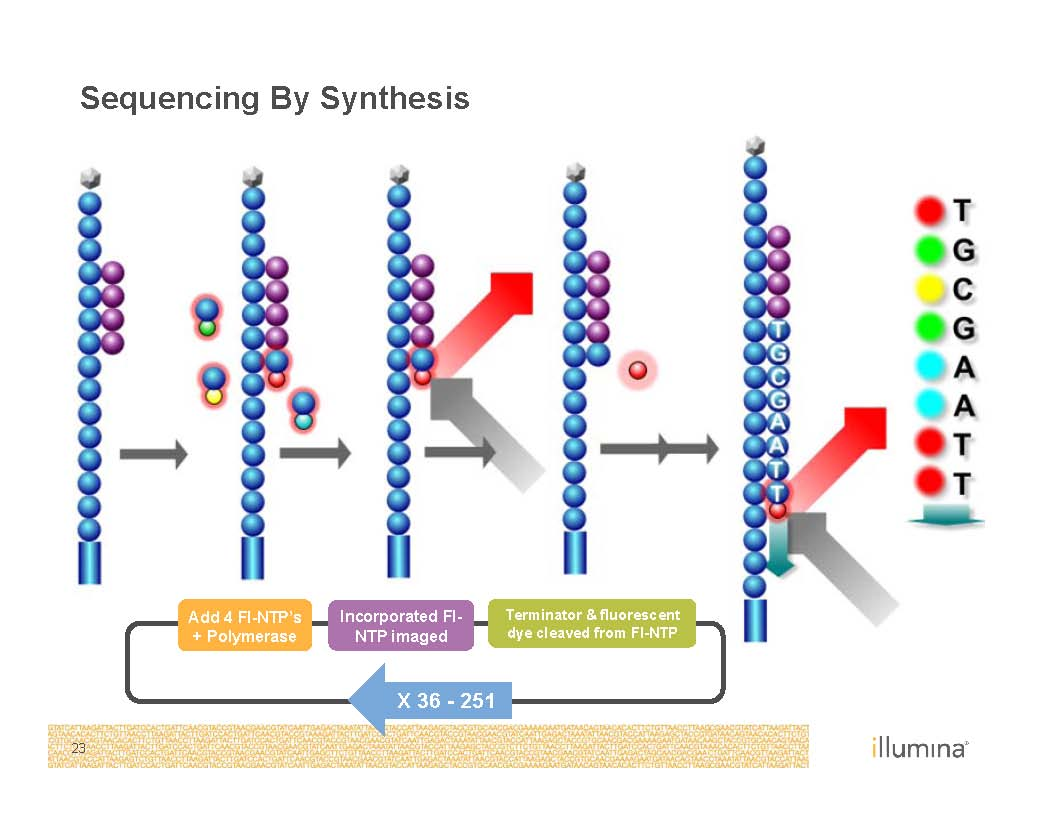 Sequencing By Synthesis
T
G
C
G
A
A
T
T
T
G
C
G
A
A
T
T
Add 4 Fl-NTP's
+ Polymerase
Incorporated Fl-
NTP imaged
Terminator & fluorescent
dye cleaved from Fl-NTP
X 36 - 251
23
illumina®